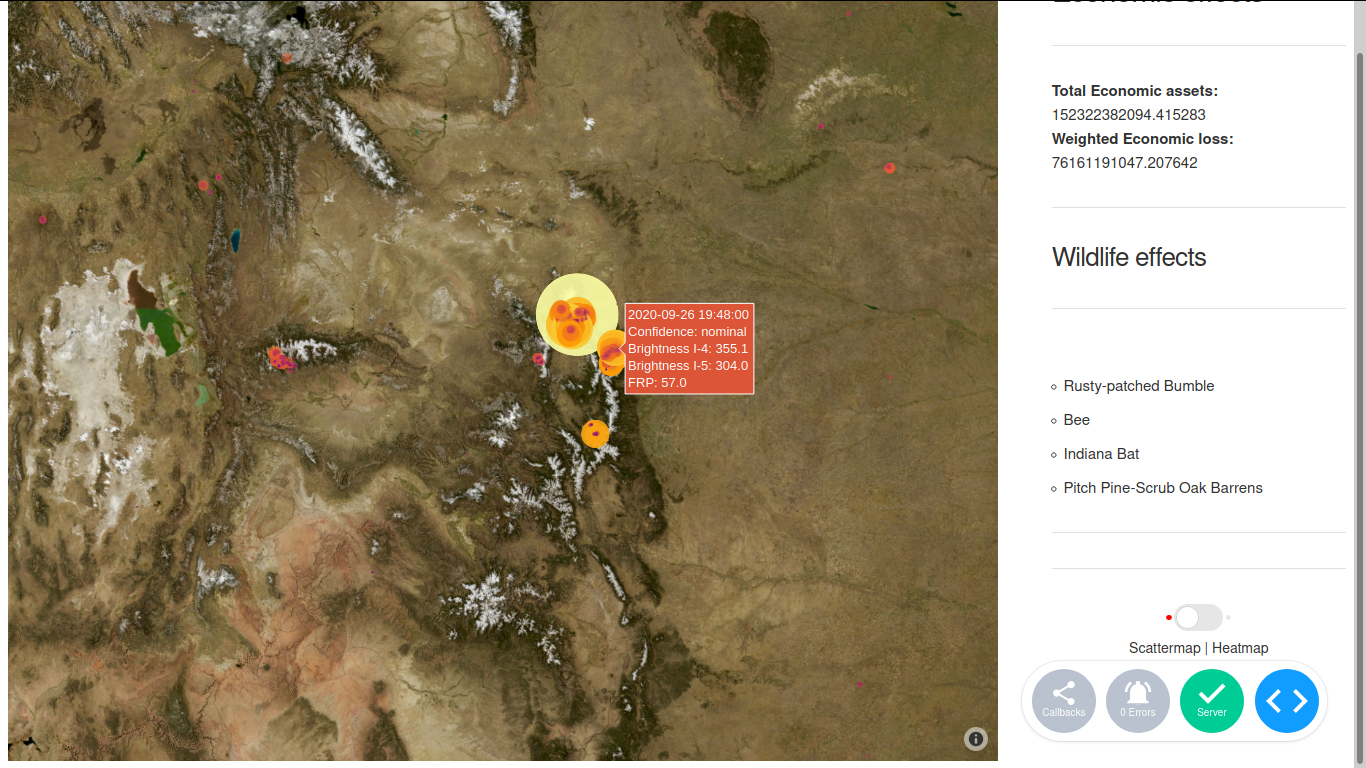 Economic effects
Total Economic assets:
152322382094.415283
Weighted Economic loss:
76161191047.207642
Wildlife effects
2020-09-26 19:48:00
Confidence: nominal
Brightness I-4: 355.1
Brightness I-5: 304.0
FRP: 57.0
Rusty-patched Bumble
Bee
Indiana Bat
Pitch Pine-Scrub Oak Barrens
Scattermap | Heatmap
Callbacks
0 Errors
Server